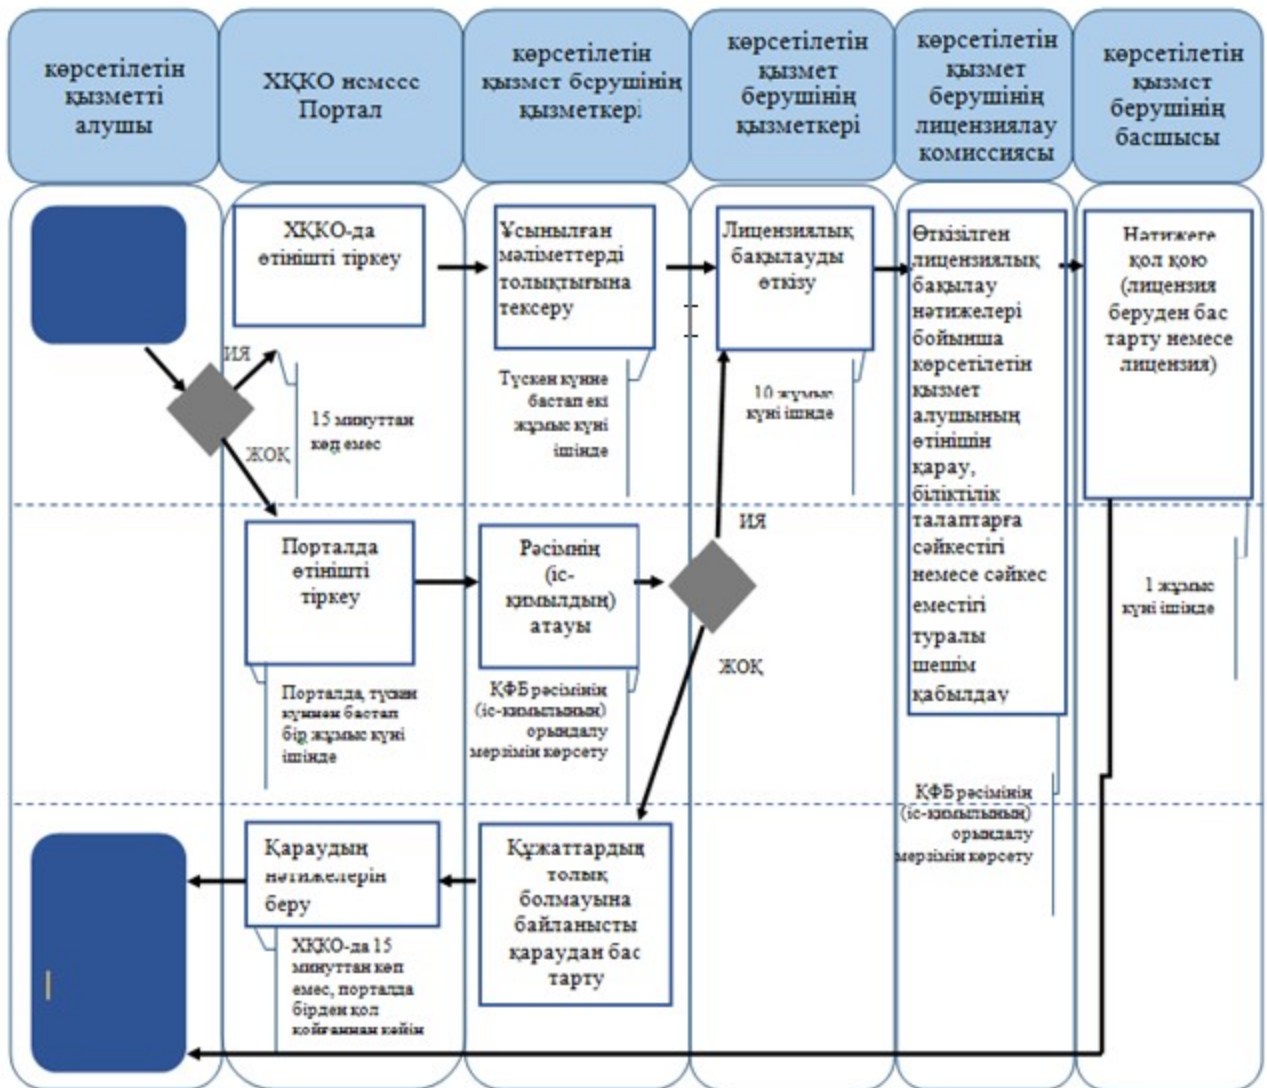 көрсетілетін
қызметті
алушы
ХҚКО немссс
Портал
көрсетілетін
қызмст бсрушінің
қызметкері
көрсетілетін
қызмет
берушінің
қызметкері
көрсетілетін
қызмет
берушінің
лицензиялау
комиссиясы
көрсетілетін
қызмст
берушінің
басшысы
ХҚКО-да
өтінішті тіркеу
Ұсынылған
мәліметтерді
толықтығына
тексеру
Лицензиялық
бақылауды
өткізу
Өткізілген
лицензиялық
бақылау
нәтижелері
бойынша
көрсетілетін
қызмет
алушының
өтінішін
қарау,
біліктілік
талаптарға
сәйкестігі
немесе сәйкес
еместігі
туралы
шешім
қабылдау
Нәтижеге
қол қою
(лицензия
беруден бас
тарту немесе
лицензия)
ИЯ
ЖОҚ
15 минуттан
көп емес
Түскен күнне
бастап екі
жұмыс күні
ішінде
10 жұмыс
күні ішінде
Порталда
өтінішті
тіркеу
Рәсімнің
(іс-
қимылдың)
атауы
ИЯ
ЖОҚ
1 жұмыс
күні ішінде
Порталда, түскен
күннен бастап
бір жұмыс күні
ішінде
ҚФБ рәсімінің
(іс-қимылының)
орындалу
мерзімін көрсету
ҚФБ рәсімінің
(іс-қимылының)
орындалу
мерзімін көрсету
Қараудың
нәтижелерін
беру
Құжаттардың
толық
болмауына
байланысты
қараудан бас
тарту
ХҚКО-да 15
минуттан көп
емес, порталда
бірден қол
қойғаннан кейін